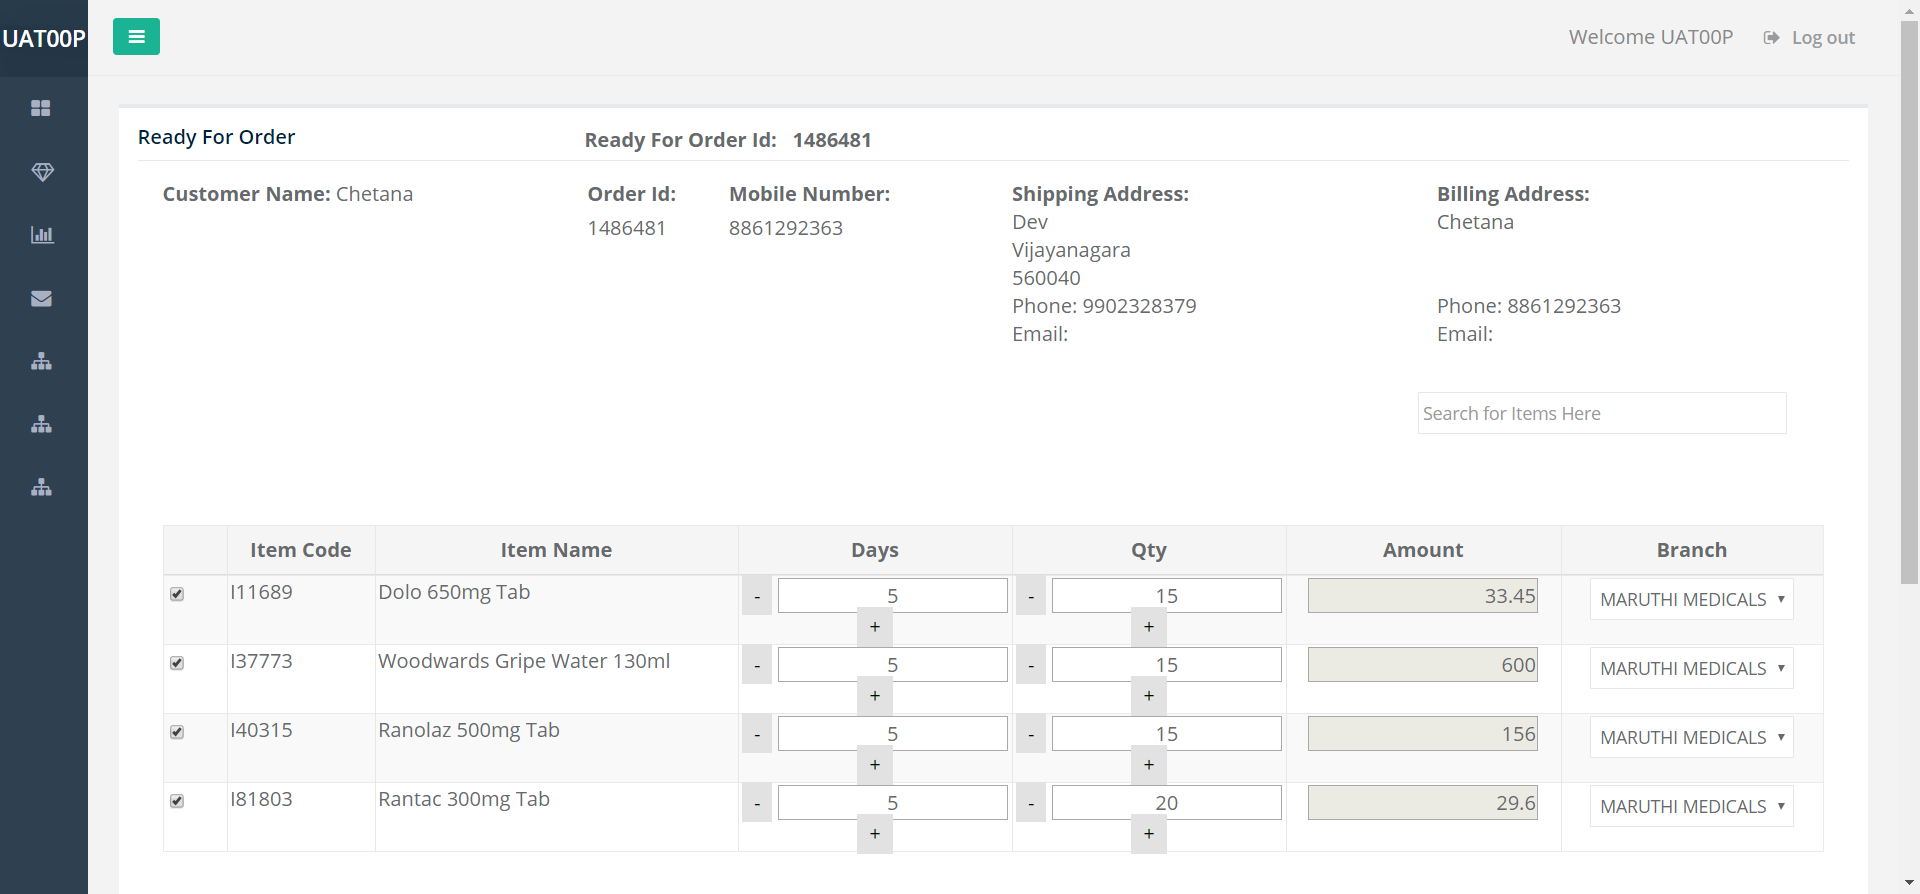 UAT00P
Welcome UAT00P Log out
Ready For Order
Ready For Order Id: 1486481
Customer Name: Chetana
Order Id:
1486481
Mobile Number:
8861292363
Shipping Address:
Dev
Vijayanagara
560040
Phone: 9902328379
Email:
Billing Address:
Chetana
Phone: 8861292363
Email:
Search for Items Here
Item Code Item Name Days Qty Amount Branch
I11689 Dolo 650mg Tab - 5 + - 15 + 33.45 MARUTHI MEDICALS
I37773 Woodwards Gripe Water 130ml - 5 + - 15 + 600 MARUTHI MEDICALS
I40315 Ranolaz 500mg Tab - 5 + - 15 + 156 MARUTHI MEDICALS
I81803 Rantac 300mg Tab - 5 + - 20 + 29.6 MARUTHI MEDICALS